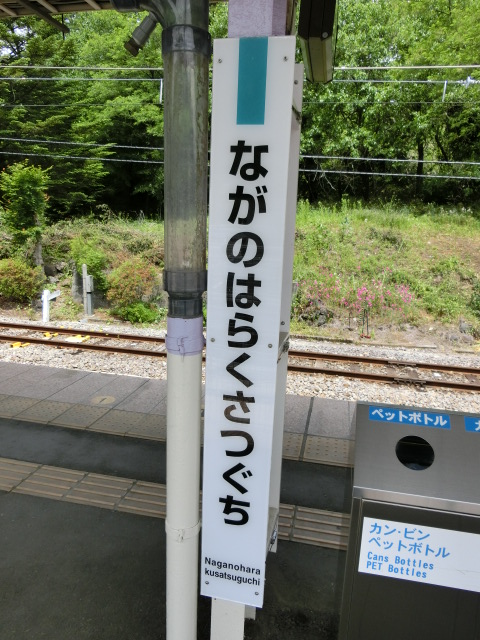 ながのはらくさつぐち
Naganohara
kusatsuguchi
ペットボトル
カン・ビン
ペットボトル
Cans Bottles
PET Bottles